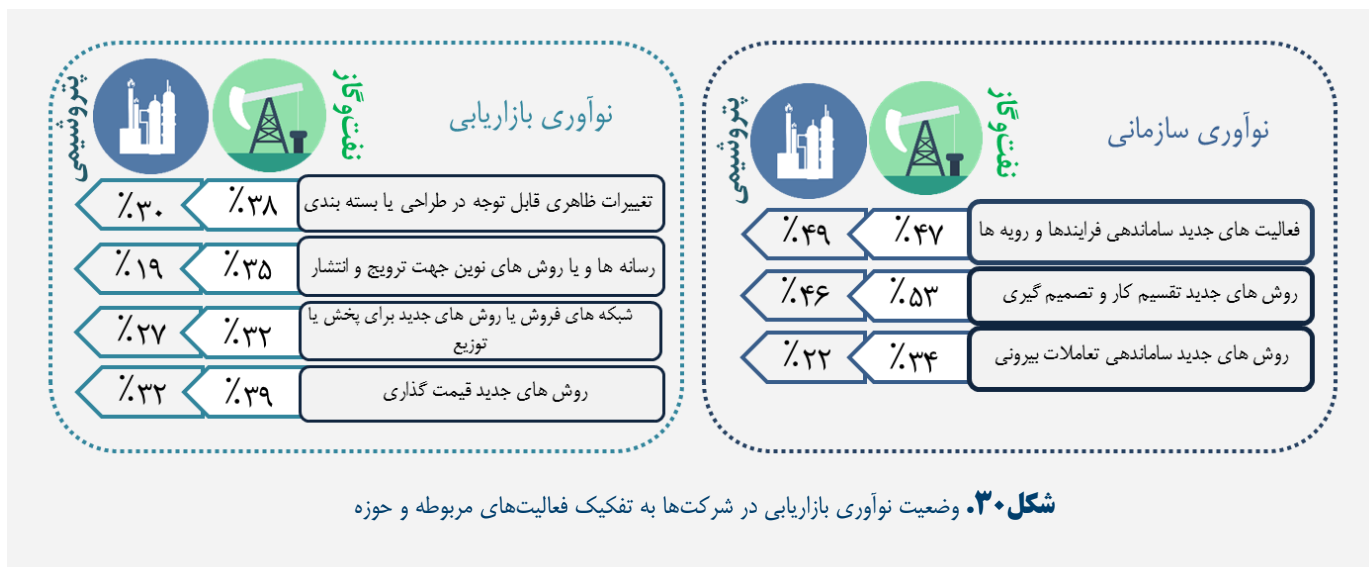 نوآوری سازمانی
نفت‌و‌گاز
پتروشیمی
فعالیت های جدید ساماندهی فرایندها و رویه ها
٪۴۷
٪۴۹
روش های جدید تقسیم کار و تصمیم گیری
٪۵۳
٪۴۶
روش های جدید ساماندهی تعاملات بیرونی
٪۳۴
٪۲۲
نوآوری بازاریابی
نفت‌و‌گاز
پتروشیمی
تغییرات ظاهری قابل توجه در طراحی یا بسته بندی
٪۳۸
٪۳۰
رسانه ها و یا روش های نوین جهت ترویج و انتشار
٪۳۵
٪۱۹
شبکه های فروش یا روش های جدید برای پخش یا
توزیع
٪۳۲
٪۲۷
روش های جدید قیمت گذاری
٪۳۹
٪۳۲
شکل۳۰. وضعیت نوآوری بازاریابی در شرکت‌ها به تفکیک فعالیت‌های مربوطه و حوزه